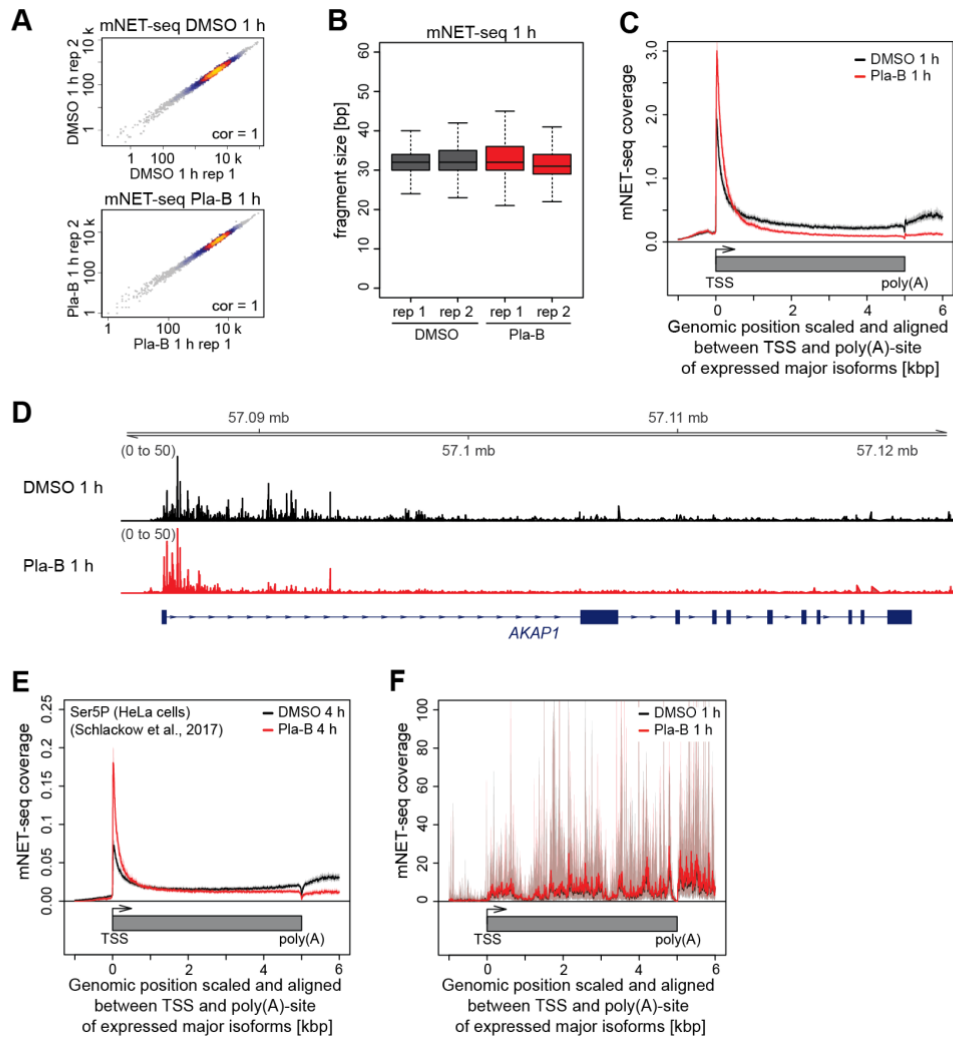 A
mNET-seq DMSO 1 h
DMSO 1 h rep 2
10 k
100
1
cor = 1
1 100 10 k
DMSO 1 h rep 1
mNET-seq Pla-B 1 h
Pla-B 1 h rep 2
10 k
100
1
cor = 1
1 100 10 k
Pla-B 1 h rep 1
B
mNET-seq 1 h
fragment size [bp]
60
50
40
30
20
10
0
rep 1 rep 2 rep 1 rep 2
DMSO Pla-B
C
mNET-seq coverage
3.0
2.0
1.0
0.0
DMSO 1 h
Pla-B 1 h
TSS poly(A)
0 2 4 6
Genomic position scaled and aligned
between TSS and poly(A)-site
of expressed major isoforms [kbp]
D
57.09 mb 57.11 mb
57.1 mb 57.12 mb
(0 to 50)
DMSO 1 h
(0 to 50)
Pla-B 1 h
AKAP1
E
mNET-seq coverage
0.25
0.2
0.15
0.10
0.05
0.00
Ser5P (HeLa cells)
(Schlackow et al., 2017)
DMSO 4 h
Pla-B 4 h
TSS poly(A)
0 2 4 6
Genomic position scaled and aligned
between TSS and poly(A)-site
of expressed major isoforms [kbp]
F
mNET-seq coverage
100
80
60
40
20
0
DMSO 1 h
Pla-B 1 h
TSS poly(A)
0 2 4 6
Genomic position scaled and aligned
between TSS and poly(A)-site
of expressed major isoforms [kbp]